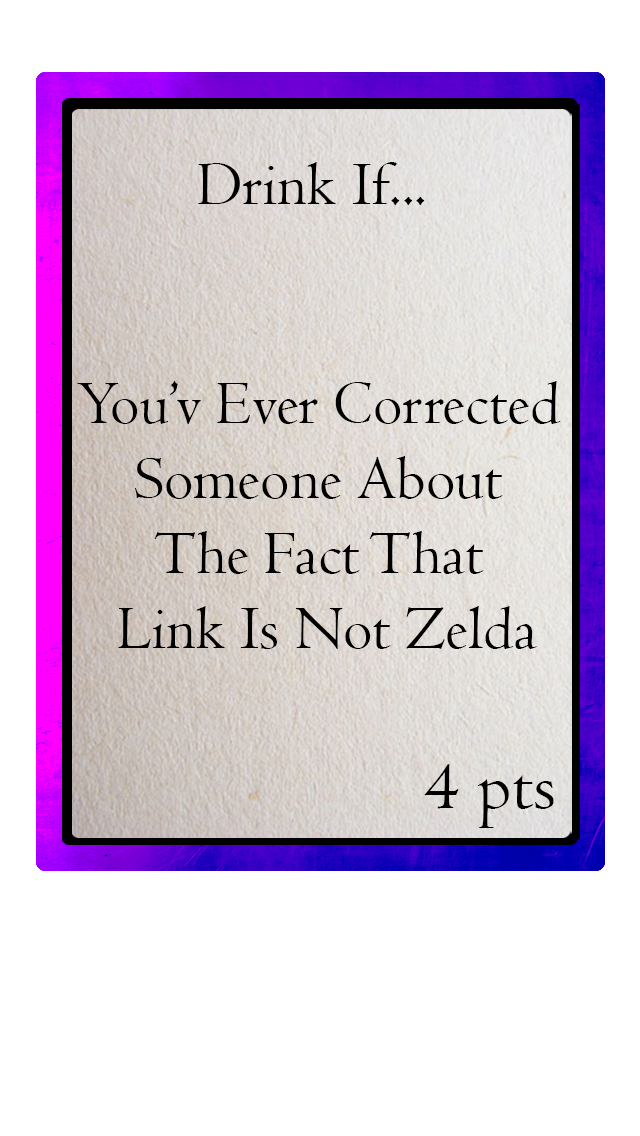 Drink If...
You'v Ever Corrected
Someone About
The Fact That
Link Is Not Zelda
4 pts